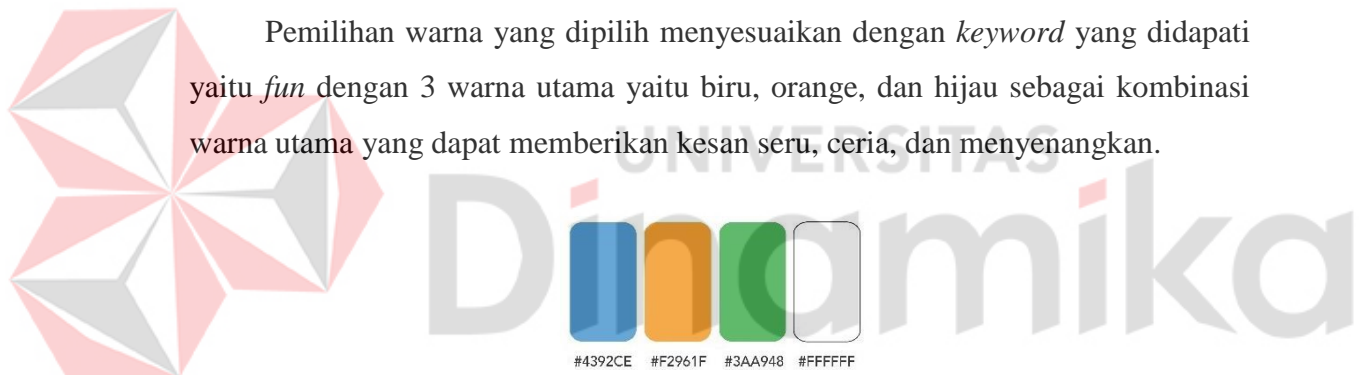 Pemilihan warna yang dipilih menyesuaikan dengan keyword yang didapati
yaitu fun dengan 3 warna utama yaitu biru, orange, dan hijau sebagai kombinasi
warna utama yang dapat memberikan kesan seru, ceria, dan menyenangkan.
UNIVERSITAS
Dinamika
#4392CE #F2961F #3AA948 #FFFFFF